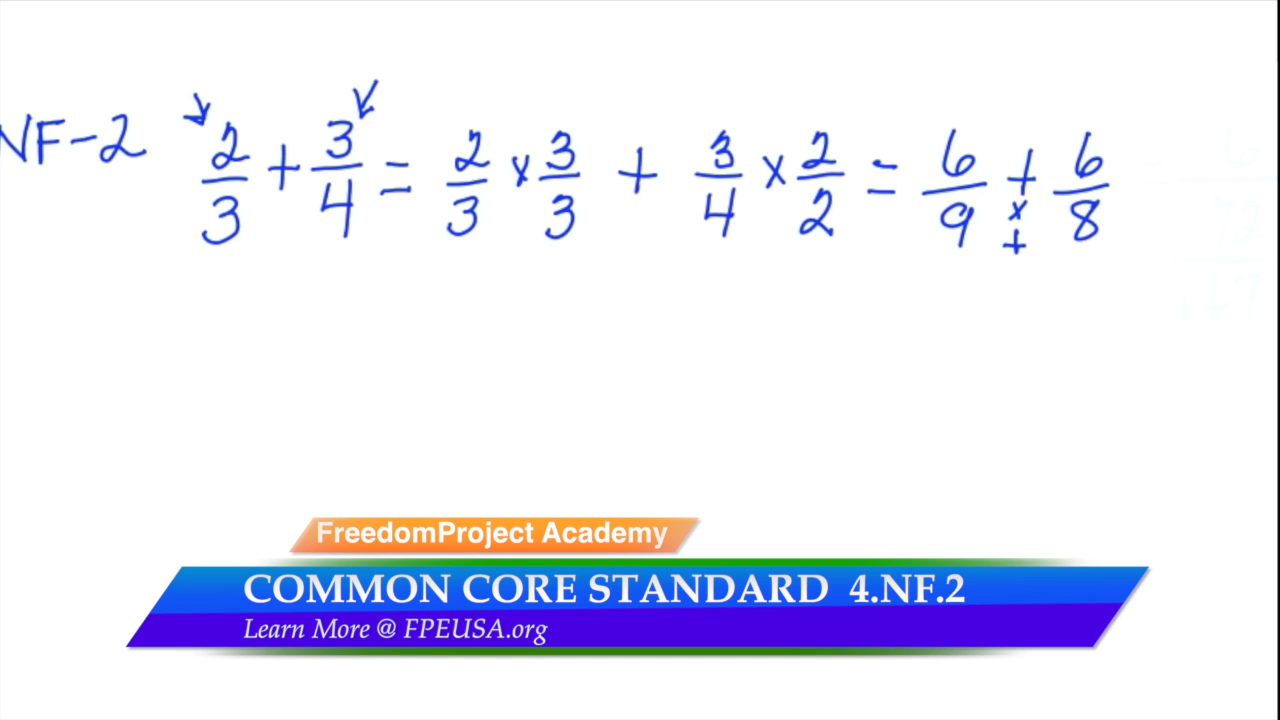 NF-2 2/3 + 3/4 = 2/3 × 3/3 + 3/4 × 2/2 = 6/9 + 6/8
×
+
FreedomProject Academy
COMMON CORE STANDARD 4.NF.2
Learn More @ FPEUSA.org